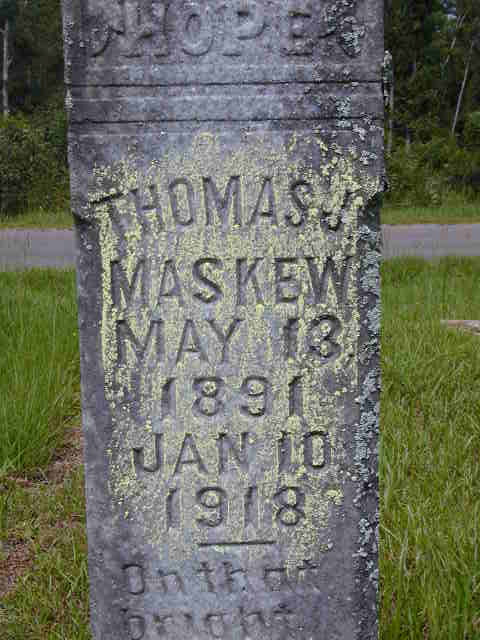 HOPE
THOMAS J
MASKEW
MAY 13
1891
JAN 10
1918
On that
bright